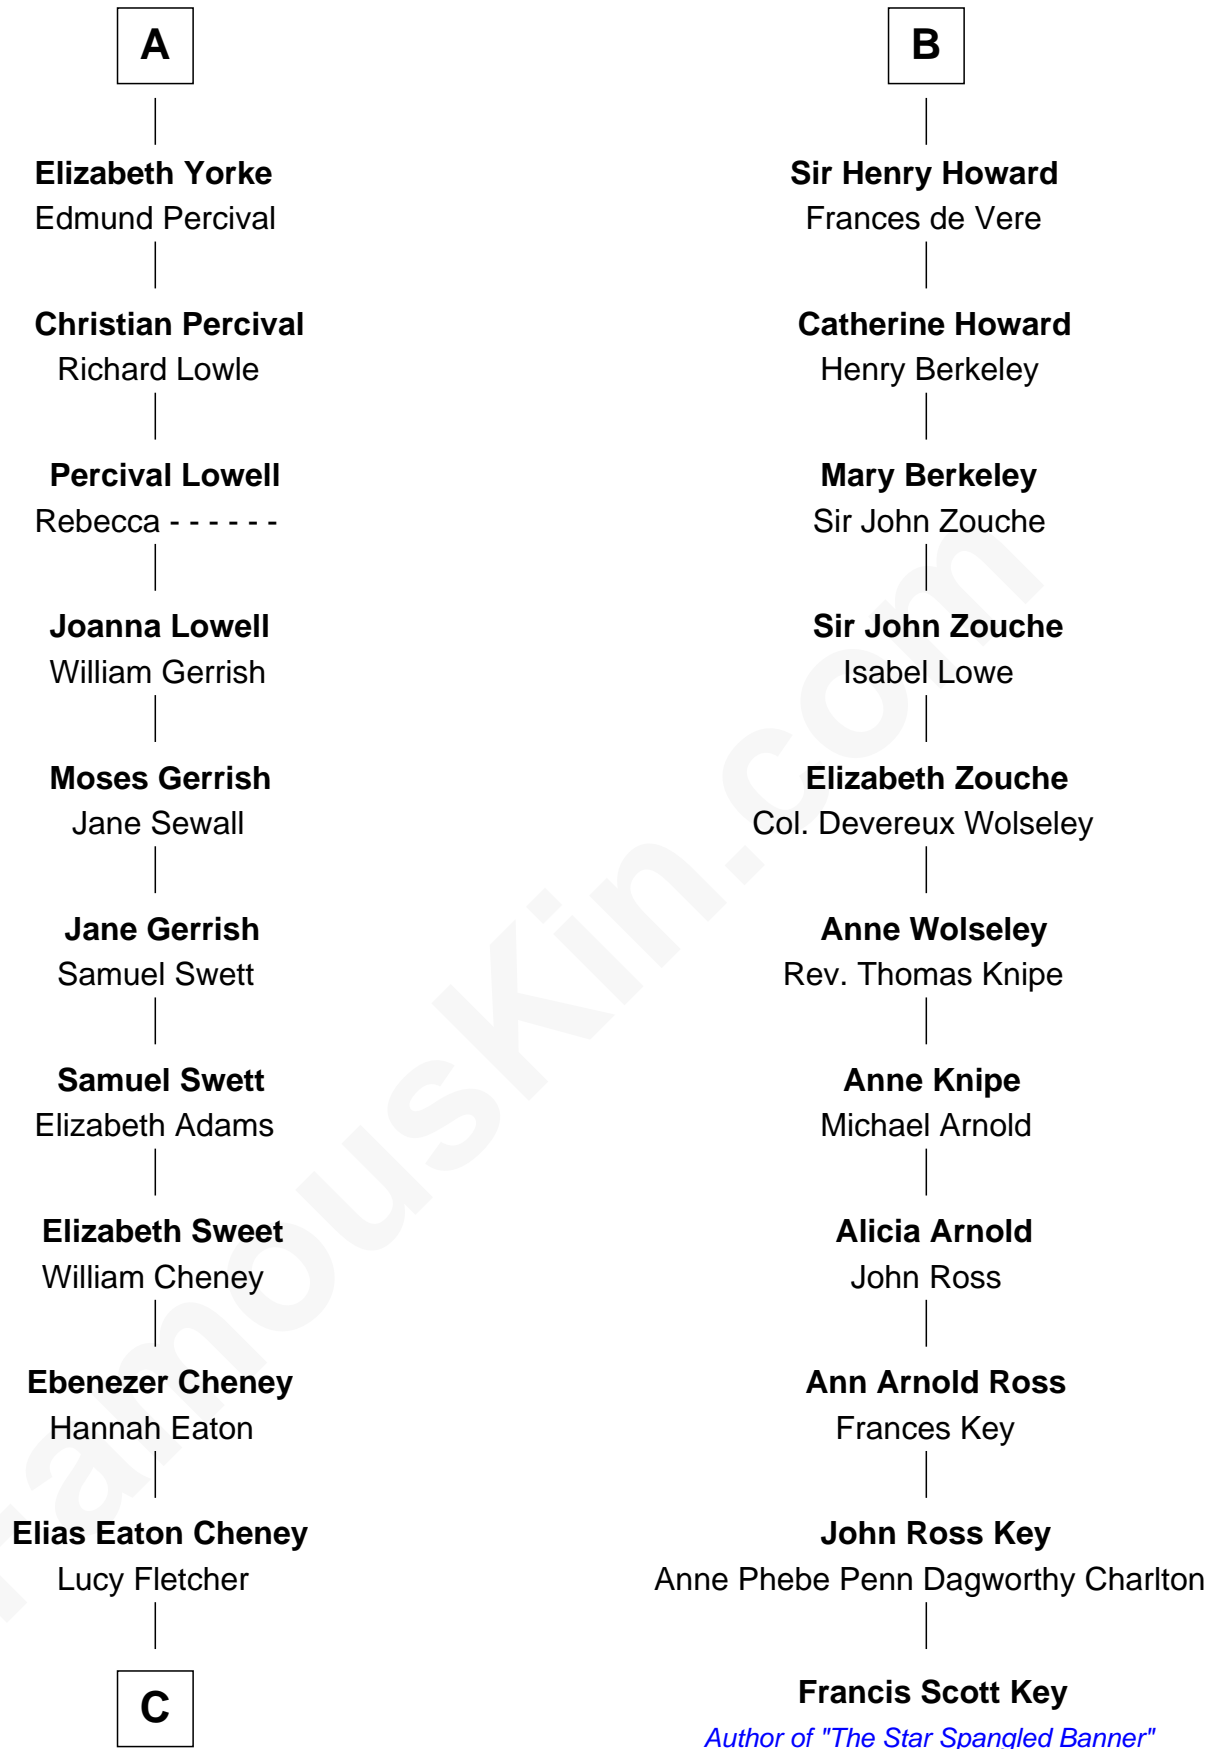 A
Elizabeth Yorke
Edmund Percival
Christian Percival
Richard Lowle
Percival Lowell
Rebecca - - - - - -
Joanna Lowell
William Gerrish
Moses Gerrish
Jane Sewall
Jane Gerrish
Samuel Swett
Samuel Swett
Elizabeth Adams
Elizabeth Sweet
William Cheney
Ebenezer Cheney
Hannah Eaton
Elias Eaton Cheney
Lucy Fletcher
C
B
Sir Henry Howard
Frances de Vere
Catherine Howard
Henry Berkeley
Mary Berkeley
Sir John Zouche
Sir John Zouche
Isabel Lowe
Elizabeth Zouche
Col. Devereux Wolseley
Anne Wolseley
Rev. Thomas Knipe
Anne Knipe
Michael Arnold
Alicia Arnold
John Ross
Ann Arnold Ross
Frances Key
John Ross Key
Anne Phebe Penn Dagworthy Charlton
Francis Scott Key
Author of "The Star Spangled Banner"
FamousKin.com